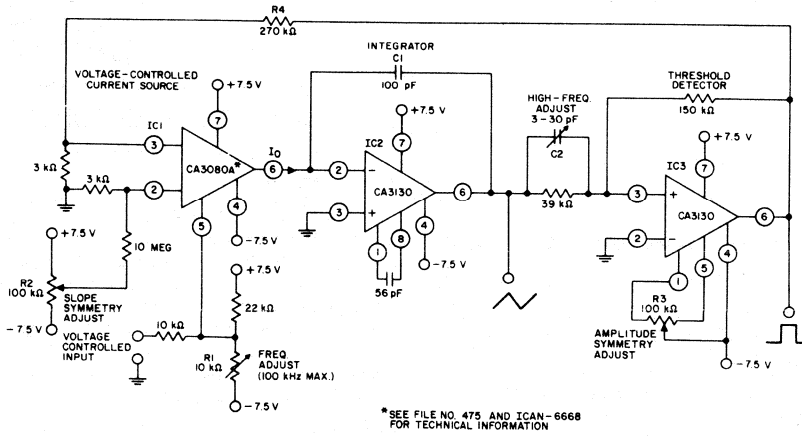 R4
270 kΩ
INTEGRATOR
C1
100 pF
VOLTAGE-CONTROLLED
CURRENT SOURCE
+7.5 V
THRESHOLD
DETECTOR
150 kΩ
HIGH-FREQ.
ADJUST
3-30 pF
C2
+7.5 V
7
IC1
3
CA3080A*
IO
6
3 kΩ
3 kΩ
2
4
5
-7.5 V
IC2
7
2
-
CA3130
6
3
+
1
8
4
56 pF
-7.5 V
39 kΩ
+7.5 V
IC3
7
3
+
CA3130
6
2
-
1
5
4
R3
100 kΩ
AMPLITUDE
SYMMETRY
ADJUST
-7.5 V
+7.5 V
10 MEG
R2
100 kΩ
SLOPE
SYMMETRY
ADJUST
-7.5 V
+7.5 V
22 kΩ
10 kΩ
VOLTAGE
CONTROLLED
INPUT
R1
10 kΩ
FREQ.
ADJUST
(100 kHz MAX.)
-7.5 V
*SEE FILE NO. 475 AND ICAN-6668
FOR TECHNICAL INFORMATION